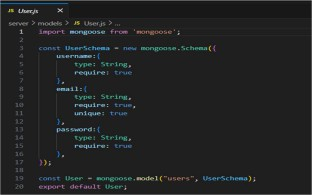 JS User.js ×
server > models > JS User.js > ...
1 import mongoose from 'mongoose';
2
3 const UserSchema = new mongoose.Schema({
4 username:{
5 type: String,
6 require: true
7 },
8 email:{
9 type: String,
10 require: true,
11 unique: true
12 },
13 password:{
14 type: String,
15 require: true
16 },
17 });
18
19 const User = mongoose.model("users", UserSchema);
20 export default User;